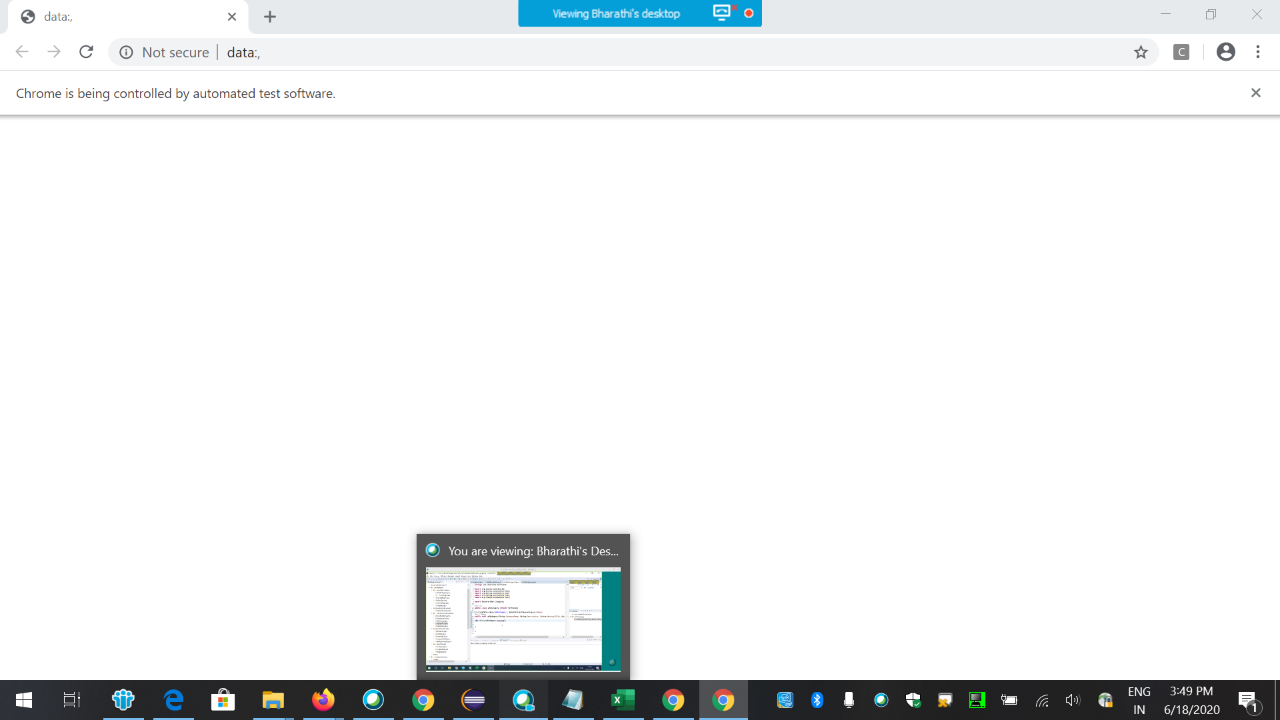 data:,
Viewing Bharathi's desktop
Not secure
data:,
C
Chrome is being controlled by automated test software.
You are viewing: Bharathi's Des...
ENG
IN
3:49 PM
6/18/2020
1